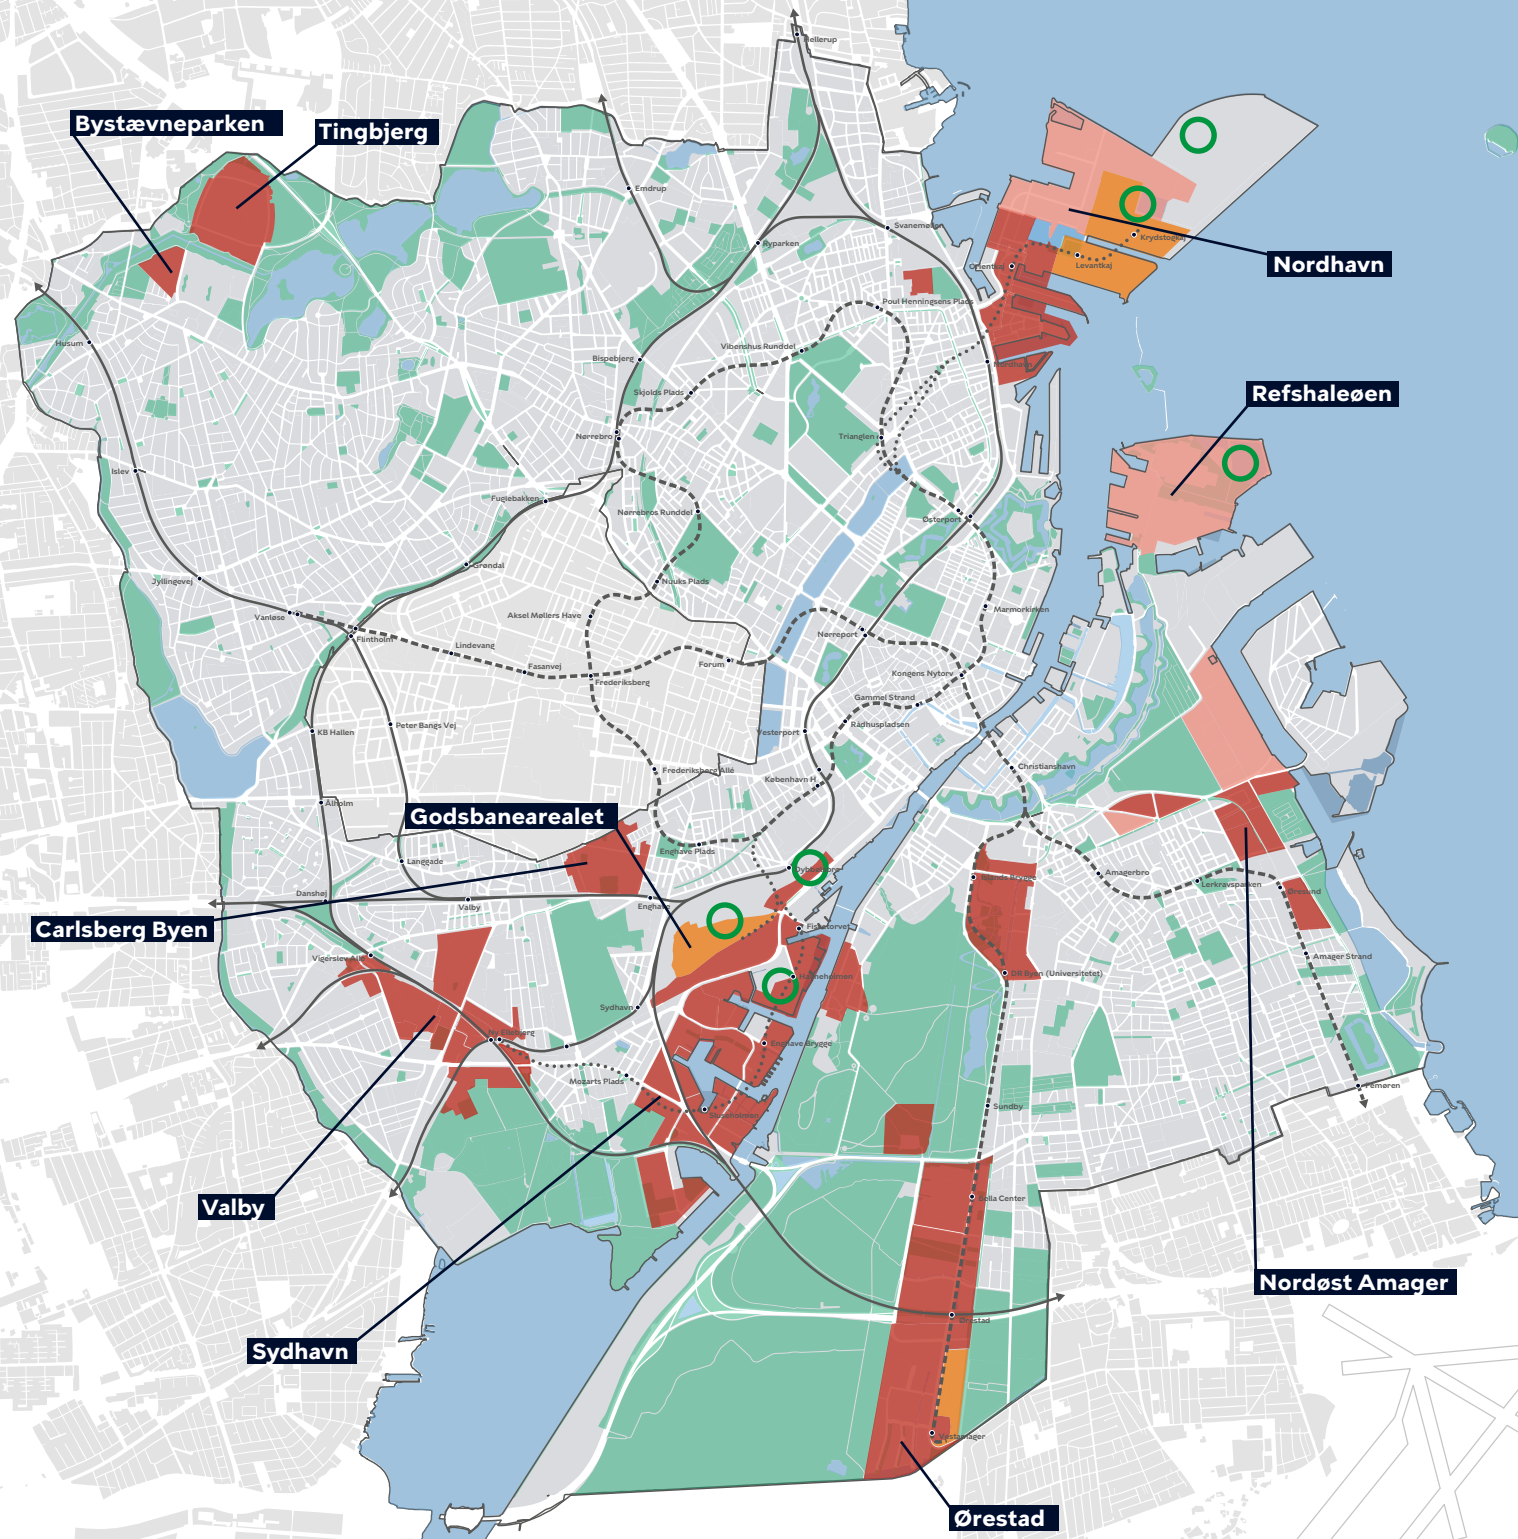 Hellerup
Bystævneparken
Tingbjerg
Emdrup
Svanemøllen
Ryparken
Krydstogtkaj
Nordhavn
Orientkaj
Levantkaj
Poul Henningsens Plads
Husum
Vibenshus Runddel
Bispebjerg
Nordhavn
Skjolds Plads
Refshaleøen
Nørrebro
Trianglen
Islev
Fuglebakken
Nørrebros Runddel
Østerport
Grøndal
Jyllingevej
Nuuks Plads
Marmorkirken
Vanløse
Aksel Møllers Have
Flintholm
Nørreport
Lindevang
Forum
Fasanvej
Frederiksberg
Kongens Nytorv
Gammel Strand
Peter Bangs Vej
Rådhuspladsen
KB Hallen
Vesterport
Frederiksberg Allé
København H
Christianshavn
Ålholm
Godsbanearealet
Enghave Plads
Langgade
Dybbølsbro
Amagerbro
Islands Brygge
Lerkravsparken
Øresund
Danshøj
Valby
Enghave
Carlsberg Byen
Fisketorvet
Vigerslev Allé
Amager Strand
DR Byen (Universitetet)
Havneholmen
Sydhavn
Ny Ellebjerg
Enghave Brygge
Mozarts Plads
Femøren
Sluseholmen
Sundby
Valby
Bella Center
Nordøst Amager
Ørestad
Sydhavn
Vestamager
Ørestad